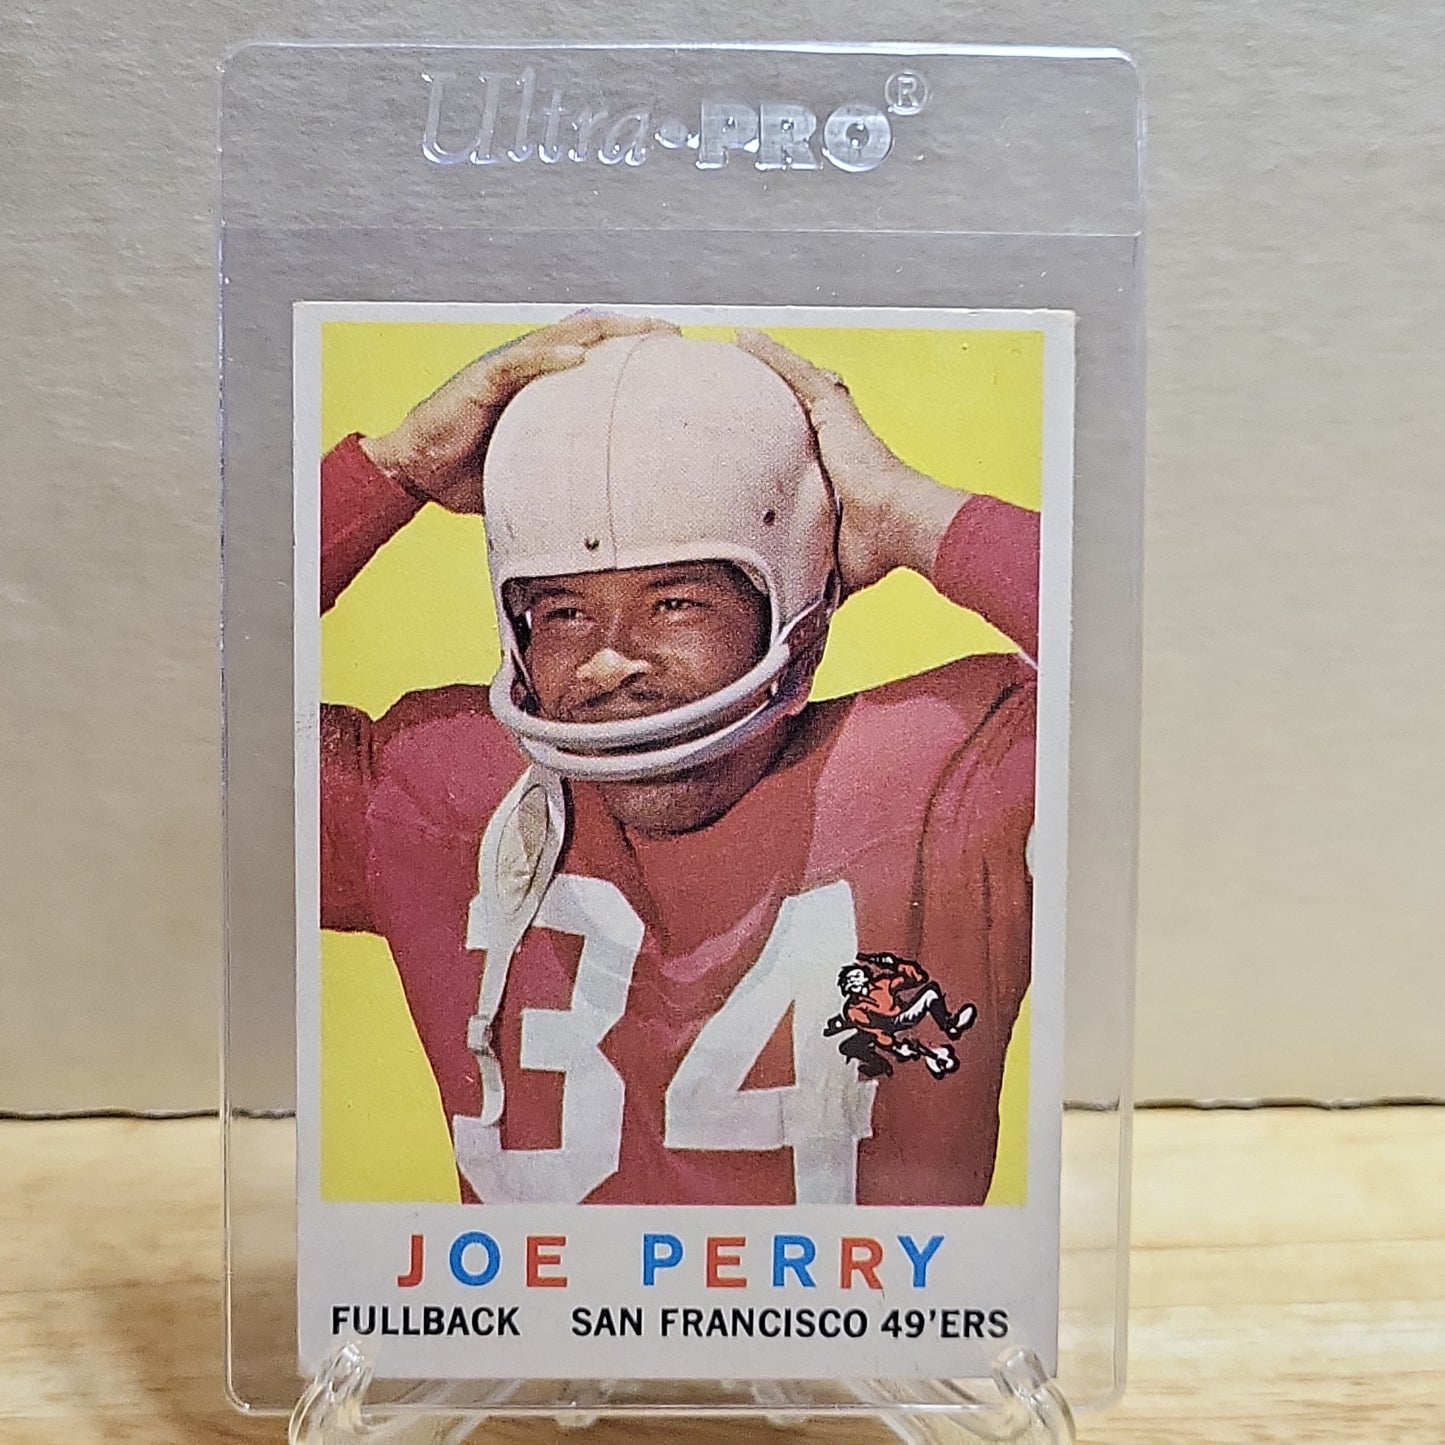 Ultra•PRO®
34
JOE PERRY
FULLBACK SAN FRANCISCO 49'ERS